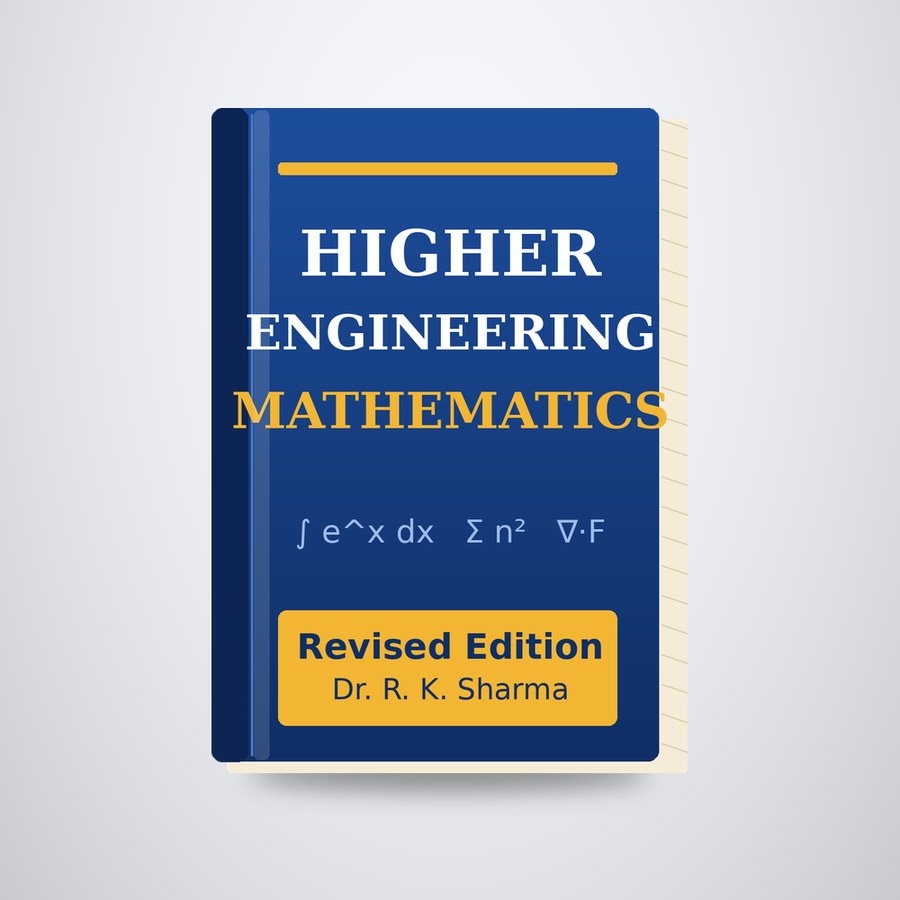 HIGHER
ENGINEERING
MATHEMATICS
∫ e^x dx   Σ n²   ∇·F
Revised Edition
Dr. R. K. Sharma